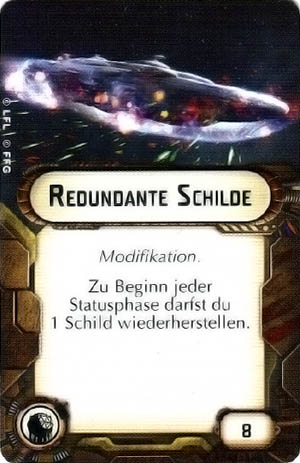 © LFL © FFG
Redundante Schilde
Modifikation.
Zu Beginn jeder
Statusphase darfst du
1 Schild wiederherstellen.
8